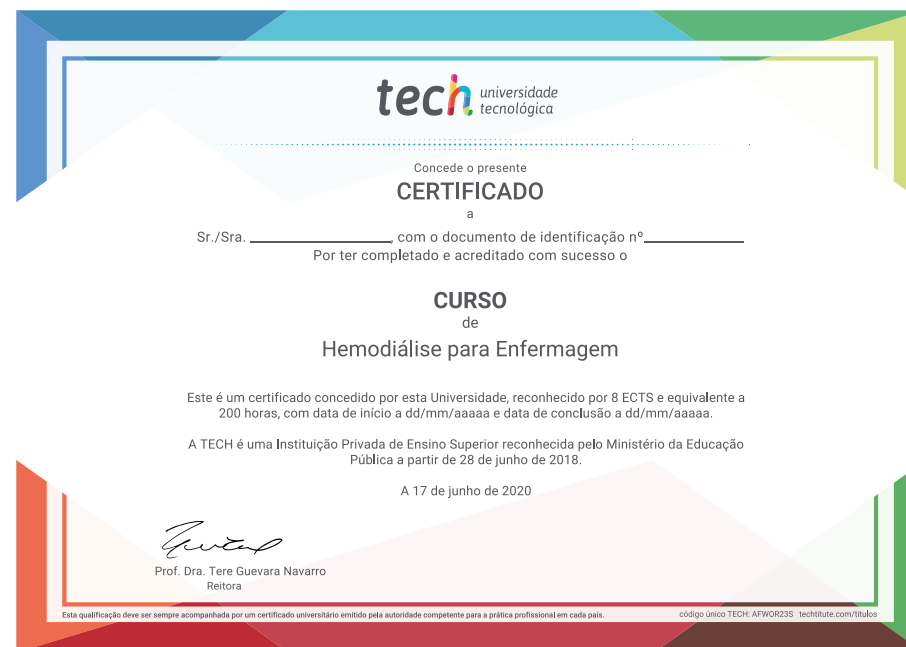 tech universidade
tecnológica
Concede o presente
CERTIFICADO
a
Sr./Sra. ____________________, com o documento de identificação nº______________
Por ter completado e acreditado com sucesso o
CURSO
de
Hemodiálise para Enfermagem
Este é um certificado concedido por esta Universidade, reconhecido por 8 ECTS e equivalente a
200 horas, com data de início a dd/mm/aaaaa e data de conclusão a dd/mm/aaaaa.
A TECH é uma Instituição Privada de Ensino Superior reconhecida pelo Ministério da Educação
Pública a partir de 28 de junho de 2018.
A 17 de junho de 2020
Prof. Dra. Tere Guevara Navarro
Reitora
Esta qualificação deve ser sempre acompanhada por um certificado universitário emitido pela autoridade competente para a prática profissional em cada país.
código único TECH: AFWOR23S techtitute.com/titulos